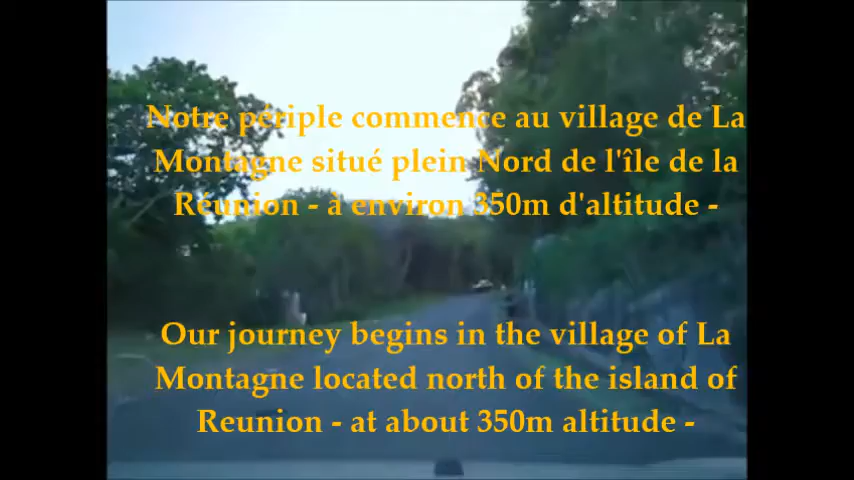 Notre périple commence au village de La
Montagne situé plein Nord de l'île de la
Réunion - à environ 350m d'altitude -
Our journey begins in the village of La
Montagne located north of the island of
Reunion - at about 350m altitude -